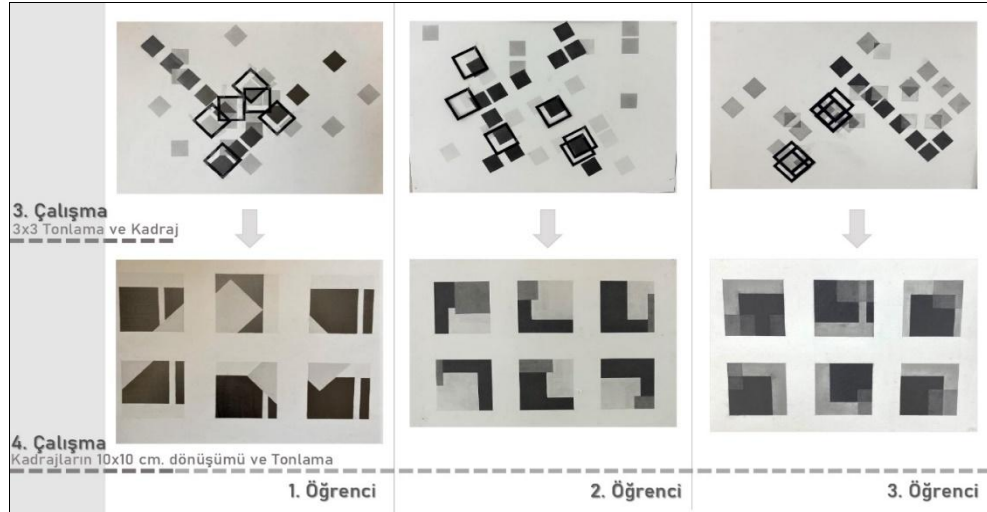 3. Çalışma
3x3 Tonlama ve Kadraj
4. Çalışma
Kadrajların 10x10 cm. dönüşümü ve Tonlama
1. Öğrenci
2. Öğrenci
3. Öğrenci